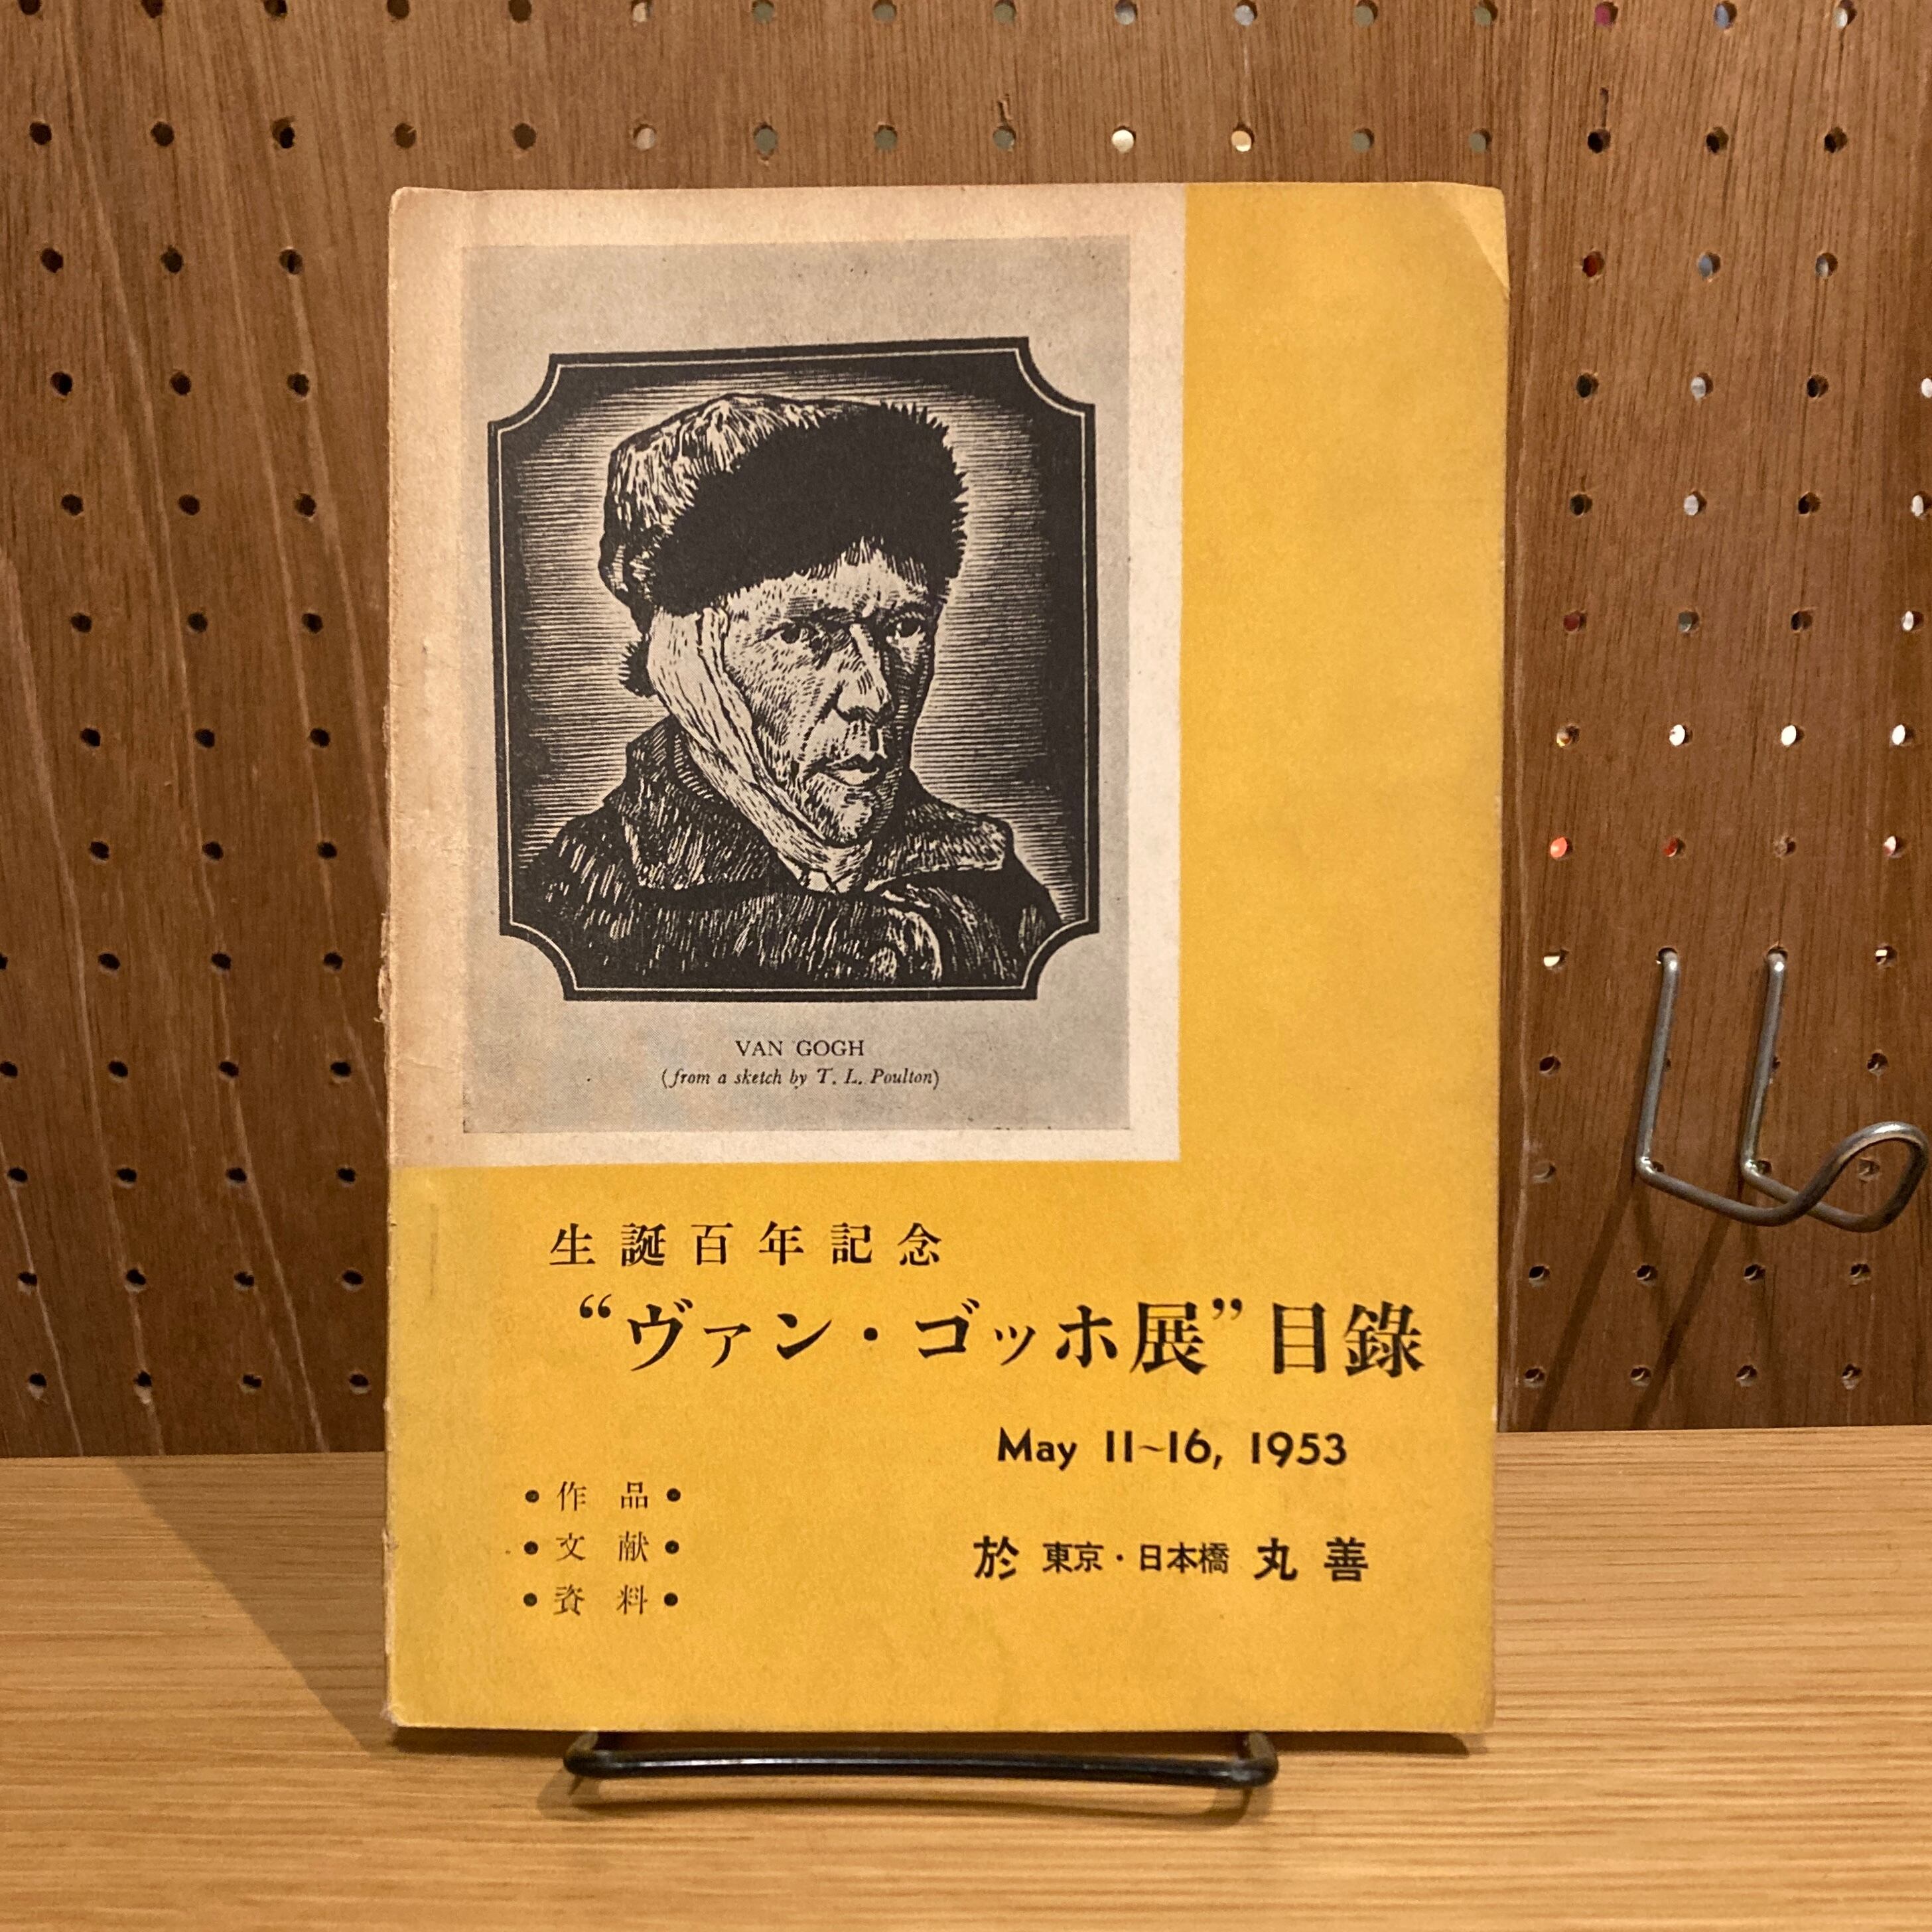 VAN GOGH
(from a sketch by T. L. Poulton)
生誕百年記念
“ヴァン・ゴッホ展”目錄
May 11~16, 1953
於 東京・日本橋 丸善
•作品•
•文献•
•資料•